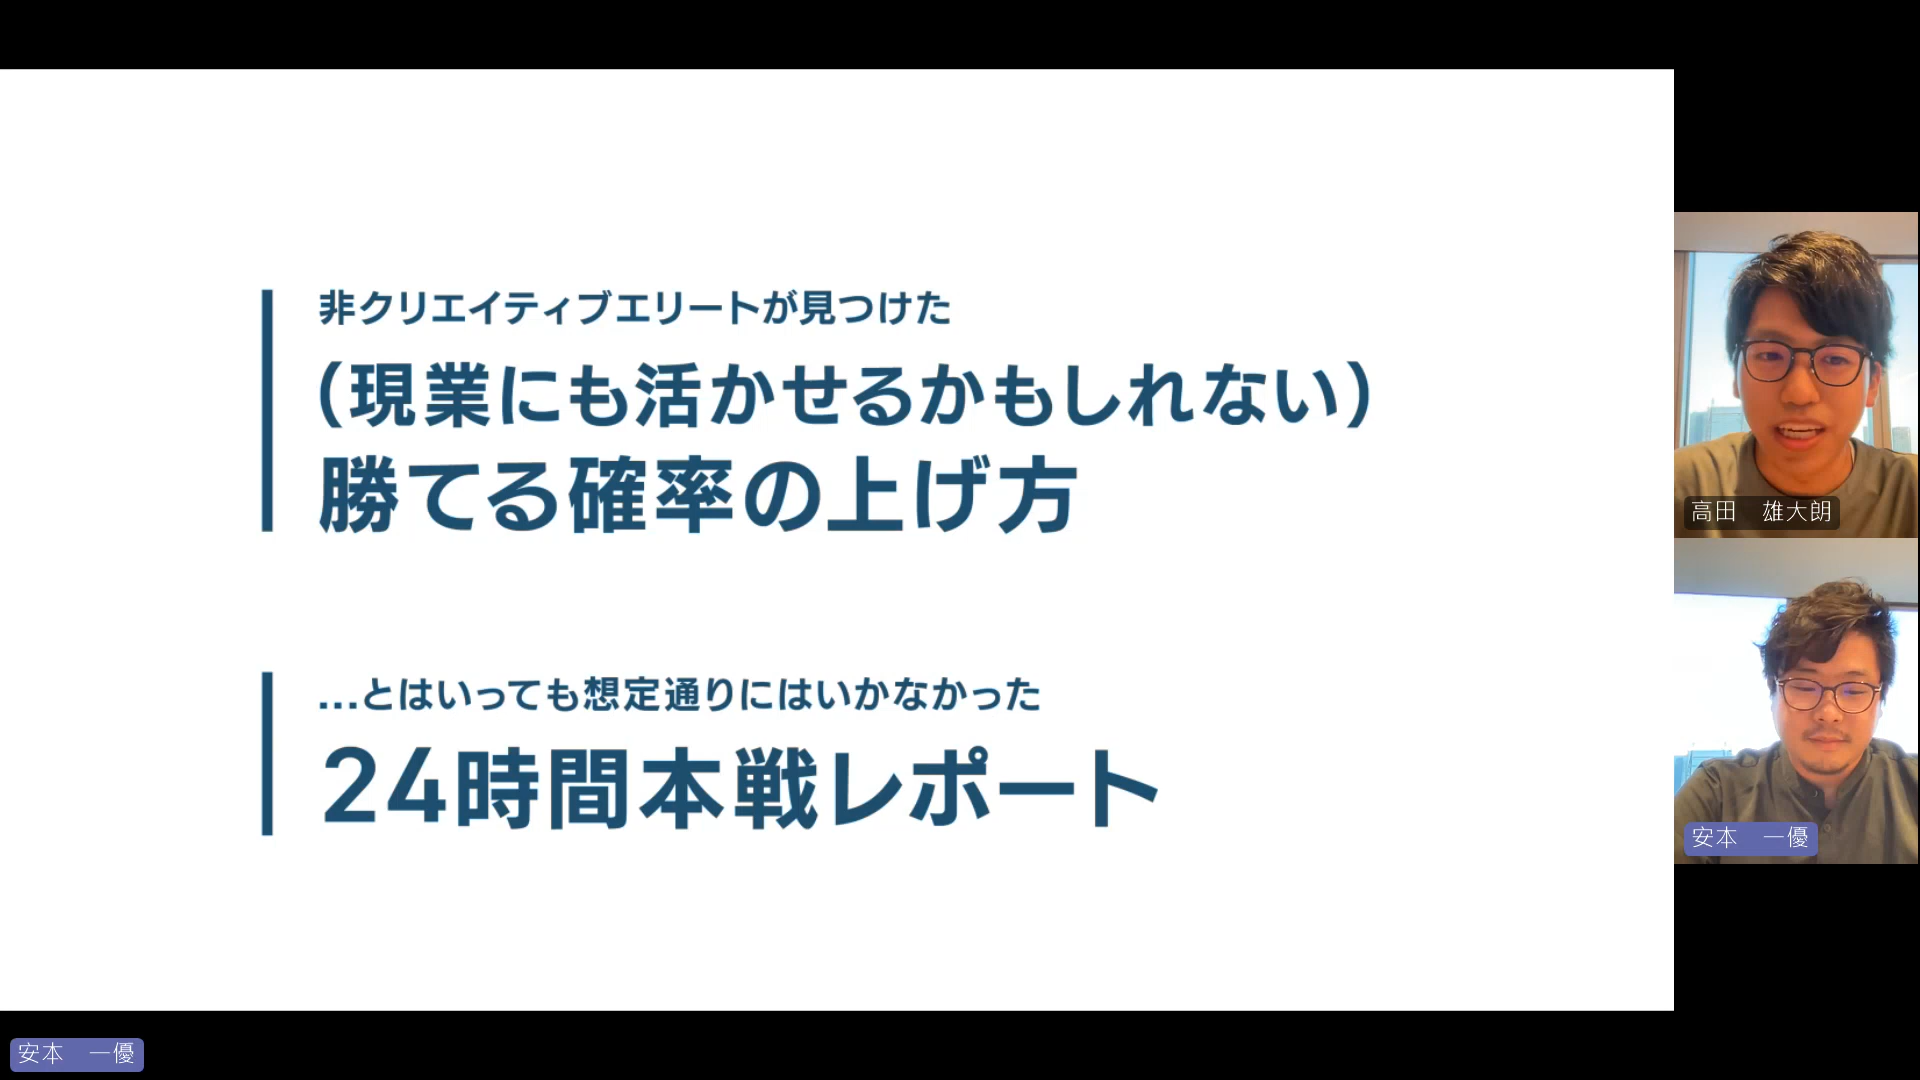 非クリエイティブエリートが見つけた
（現業にも活かせるかもしれない）
勝てる確率の上げ方
...とはいっても想定通りにはいかなかった
24時間本戦レポート
高田　雄大朗
安本　一優
安本　一優